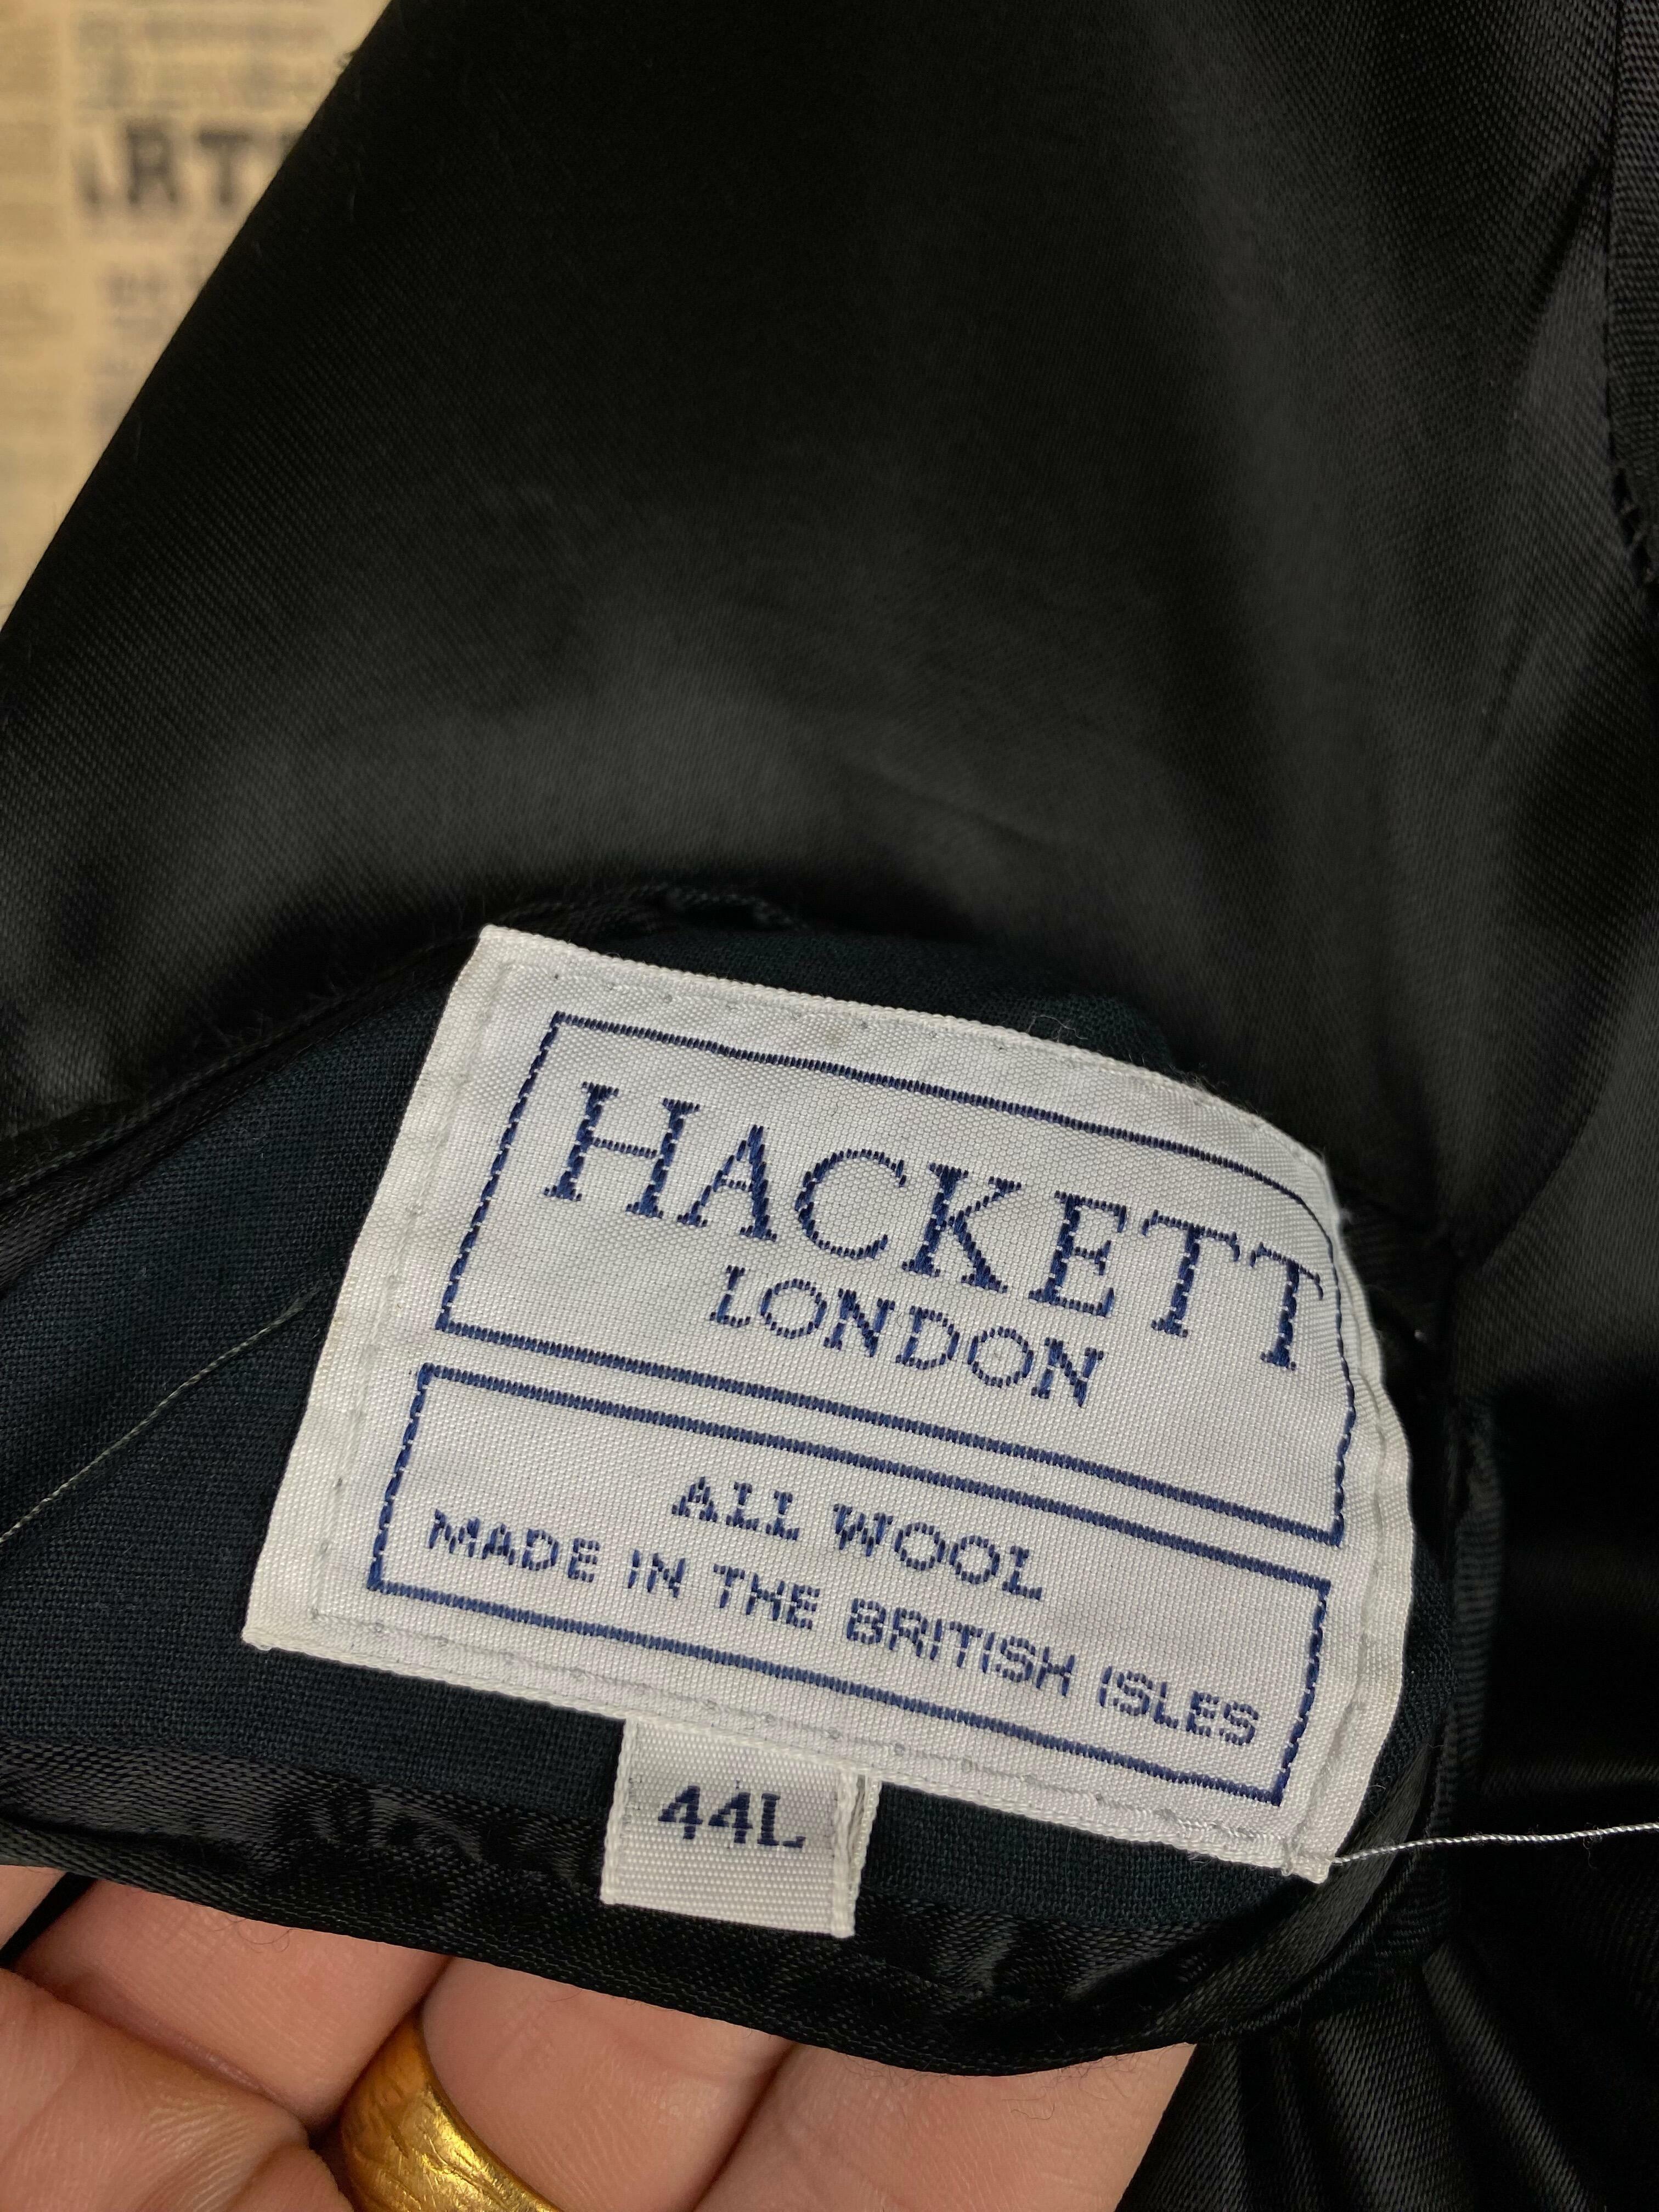 HACKETT
LONDON
ALL WOOL
MADE IN THE BRITISH ISLES
44L